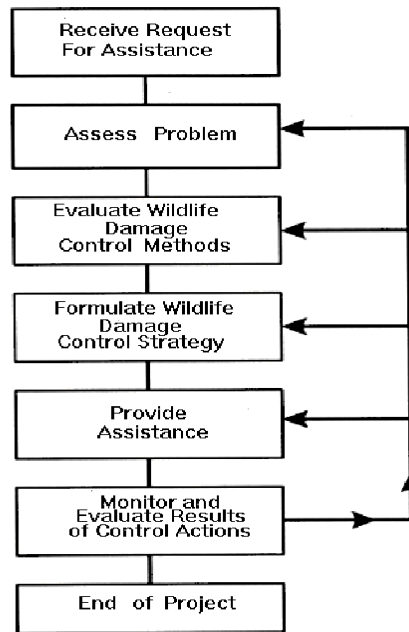 Receive Request
For Assistance
Assess Problem
Evaluate Wildlife
Damage
Control Methods
Formulate Wildlife
Damage
Control Strategy
Provide
Assistance
Monitor and
Evaluate Results
of Control Actions
End of Project